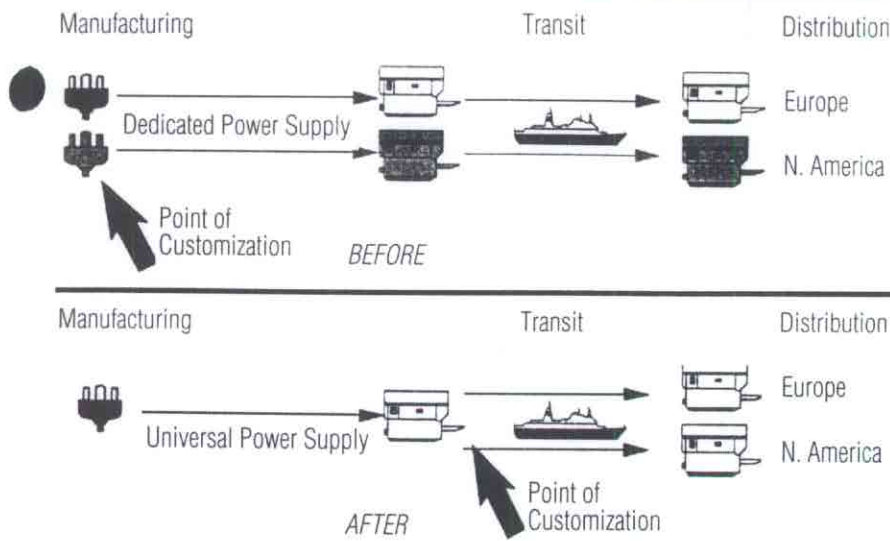 Manufacturing Transit Distribution
Europe
Dedicated Power Supply
N. America
Point of
Customization
BEFORE
Manufacturing Transit Distribution
Europe
Universal Power Supply
N. America
Point of
Customization
AFTER